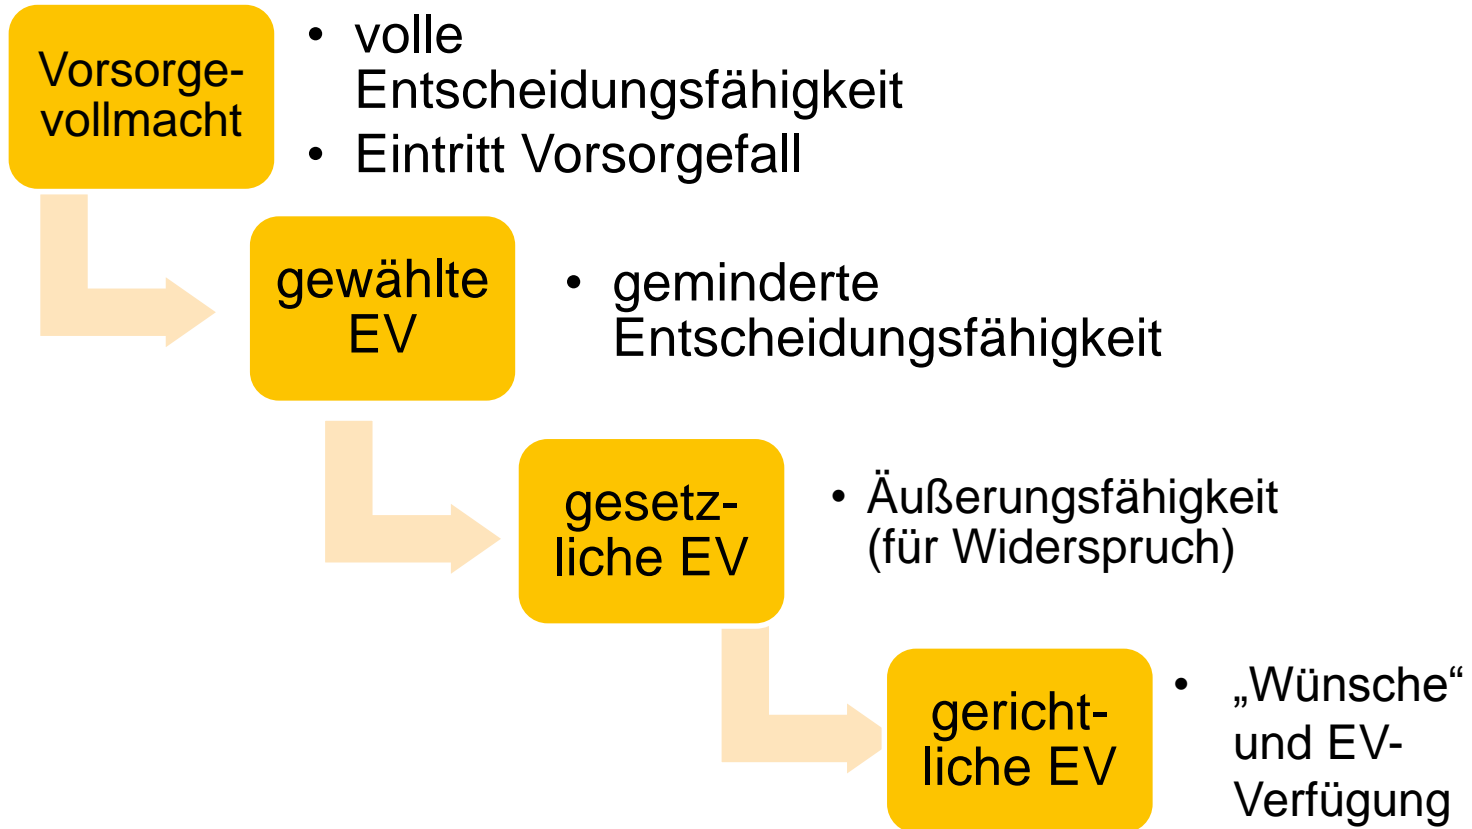 Vorsorge-
vollmacht
• volle
Entscheidungsfähigkeit
• Eintritt Vorsorgefall
gewählte
EV
• geminderte
Entscheidungsfähigkeit
gesetz-
liche EV
• Äußerungsfähigkeit
(für Widerspruch)
gericht-
liche EV
• „Wünsche“
und EV-
Verfügung